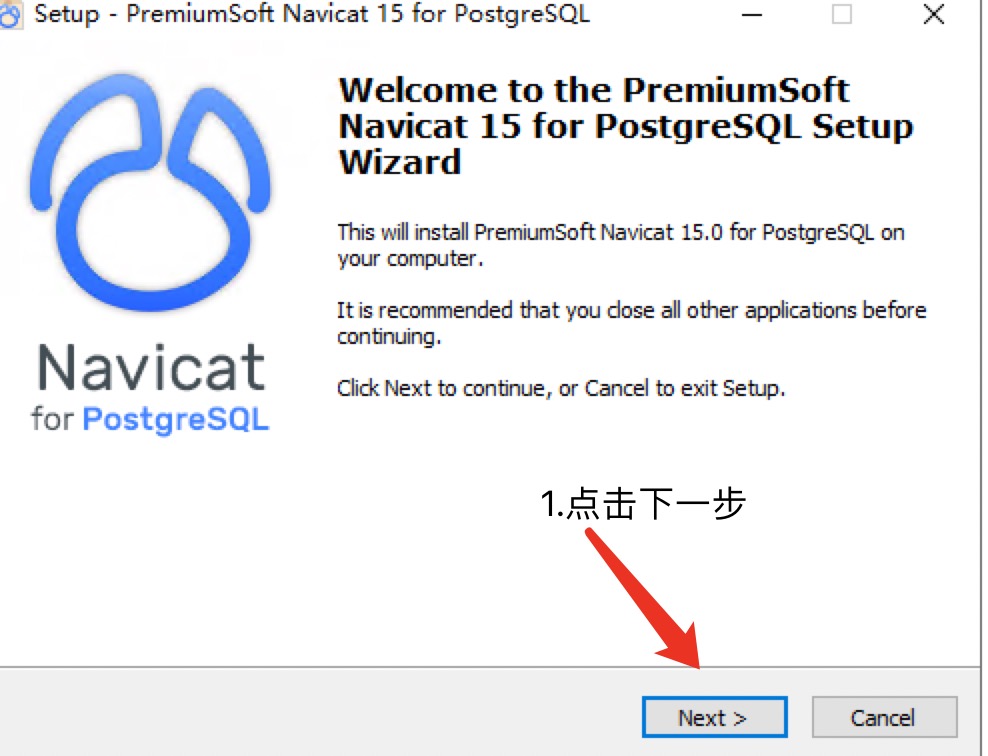 Setup - PremiumSoft Navicat 15 for PostgreSQL
Welcome to the PremiumSoft
Navicat 15 for PostgreSQL Setup
Wizard
This will install PremiumSoft Navicat 15.0 for PostgreSQL on
your computer.
It is recommended that you close all other applications before
continuing.
Click Next to continue, or Cancel to exit Setup.
Navicat
for PostgreSQL
1.点击下一步
Next >
Cancel